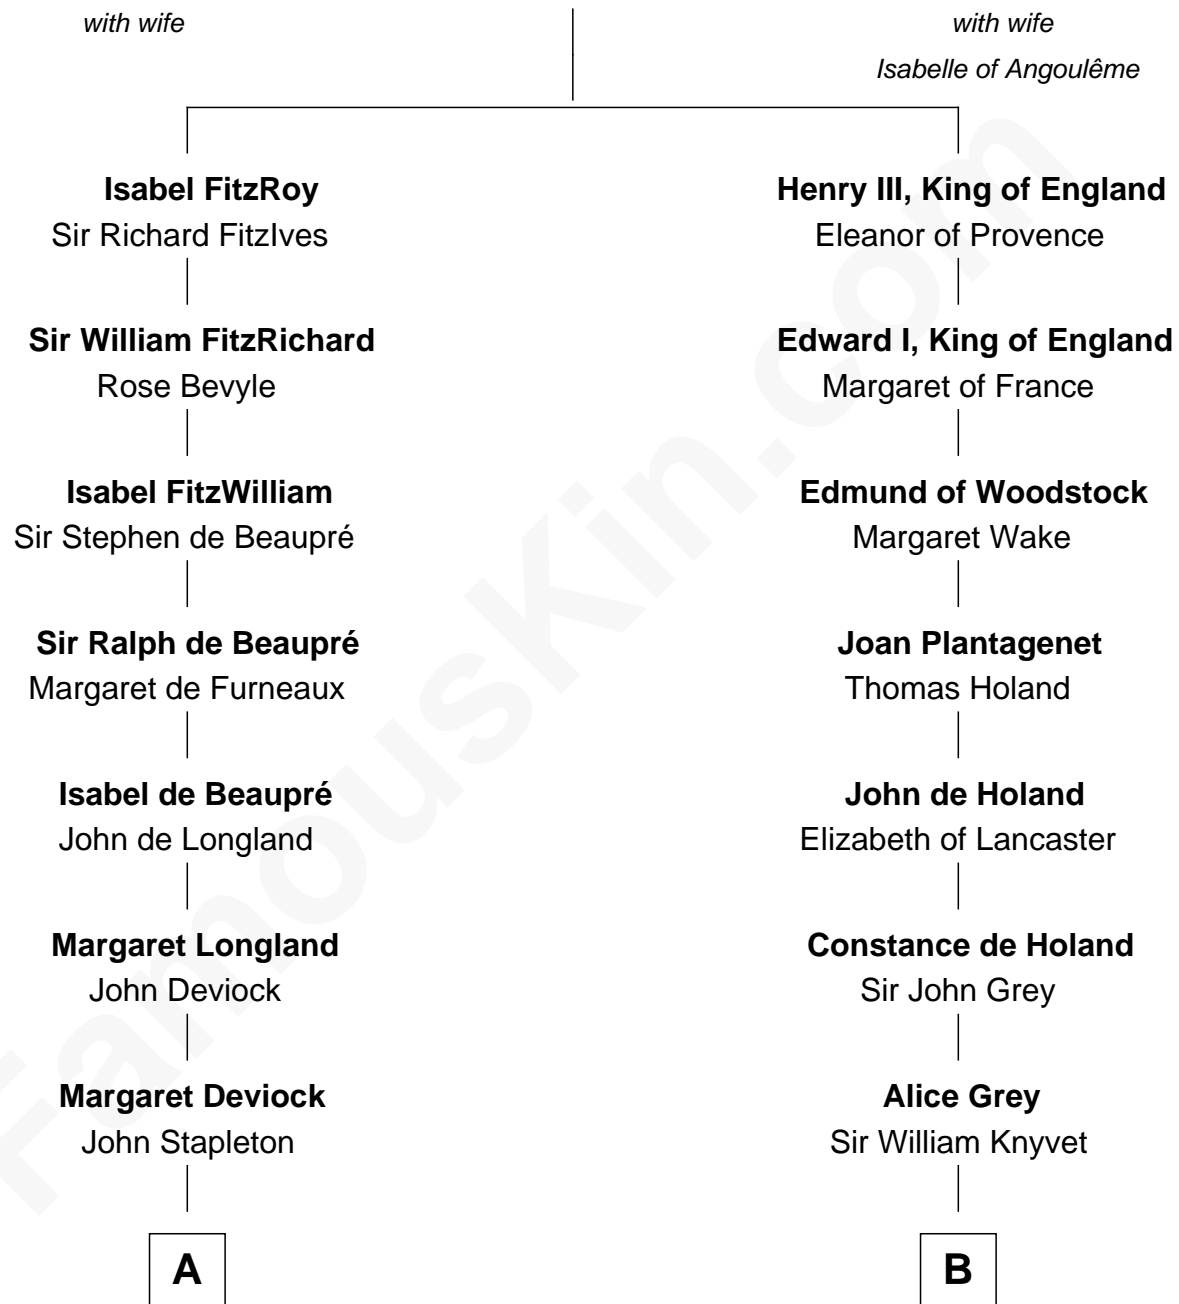 with wife
with wife
Isabelle of Angoulême
Isabel FitzRoy
Sir Richard FitzIves
Henry III, King of England
Eleanor of Provence
Sir William FitzRichard
Rose Bevyle
Edward I, King of England
Margaret of France
Isabel FitzWilliam
Sir Stephen de Beaupré
Edmund of Woodstock
Margaret Wake
Sir Ralph de Beaupré
Margaret de Furneaux
Joan Plantagenet
Thomas Holand
Isabel de Beaupré
John de Longland
John de Holand
Elizabeth of Lancaster
Margaret Longland
John Deviock
Constance de Holand
Sir John Grey
Margaret Deviock
John Stapleton
Alice Grey
Sir William Knyvet
A
B
FamousKin.com